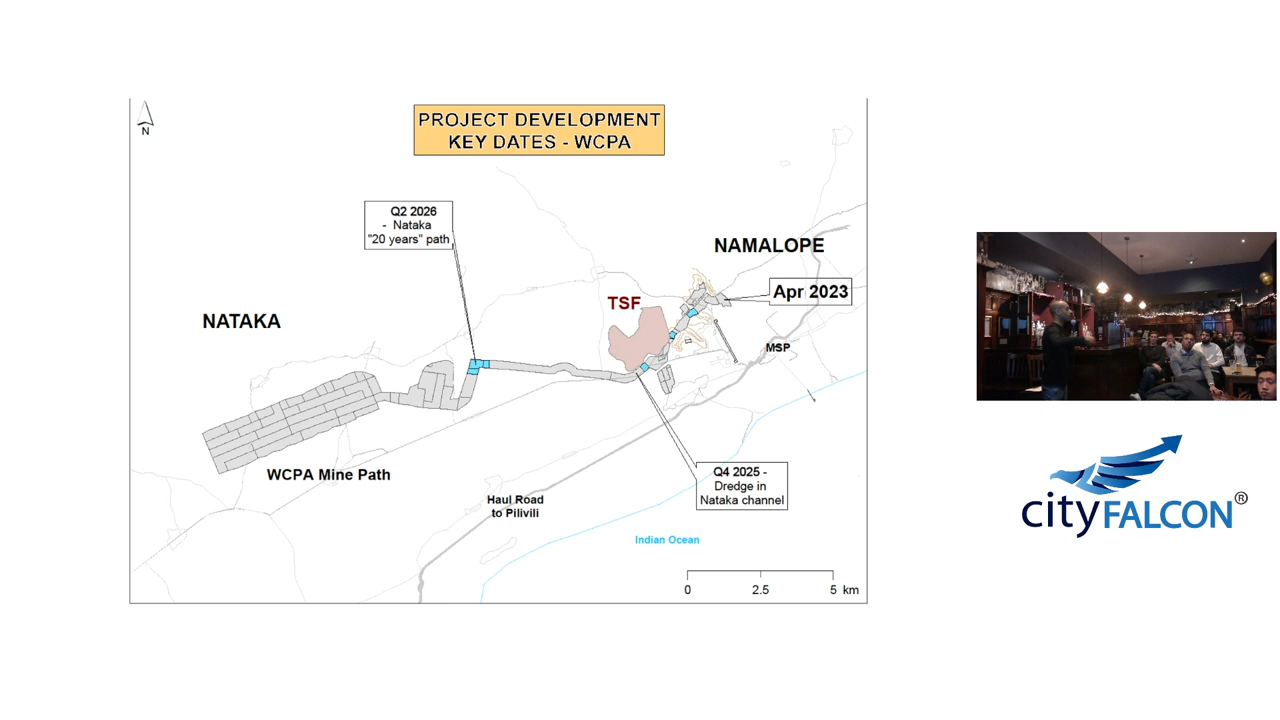 PROJECT DEVELOPMENT
KEY DATES - WCPA
N
Q2 2026
- Nataka
"20 years" path
NAMALOPE
Apr 2023
TSF
NATAKA
MSP
WCPA Mine Path
Q4 2025 -
Dredge in
Nataka channel
Haul Road
to Pilivili
Indian Ocean
0 2.5 5 km
cityFALCON®